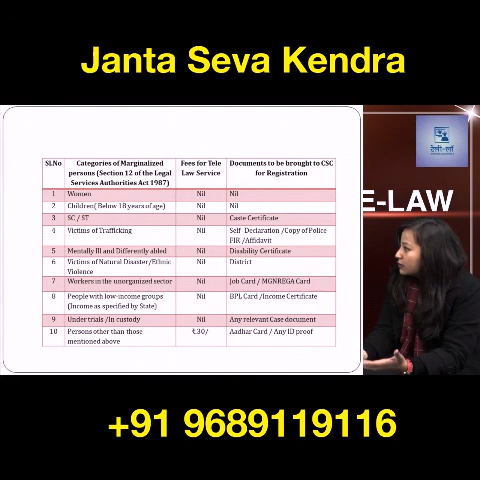 Janta Seva Kendra
टेली-लॉ
E-LAW
Sl.No Categories of Marginalized persons (Section 12 of the Legal Services Authorities Act 1987) Fees for Tele Law Service Documents to be brought to CSC for Registration
1 Women Nil Nil
2 Children( Below 18 years of age) Nil Nil
3 SC / ST Nil Caste Certificate
4 Victims of Trafficking Nil Self- Declaration /Copy of Police FIR /Affidavit
5 Mentally Ill and Differently abled Nil Disability Certificate
6 Victims of Natural Disaster/Ethnic Violence Nil District
7 Workers in the unorganized sector Nil Job Card / MGNREGA Card
8 People with low-income groups (Income as specified by State) Nil BPL Card /Income Certificate
9 Under trials /In custody Nil Any relevant Case document
10 Persons other than those mentioned above ₹.30/ Aadhar Card / Any ID proof
+91 9689119116